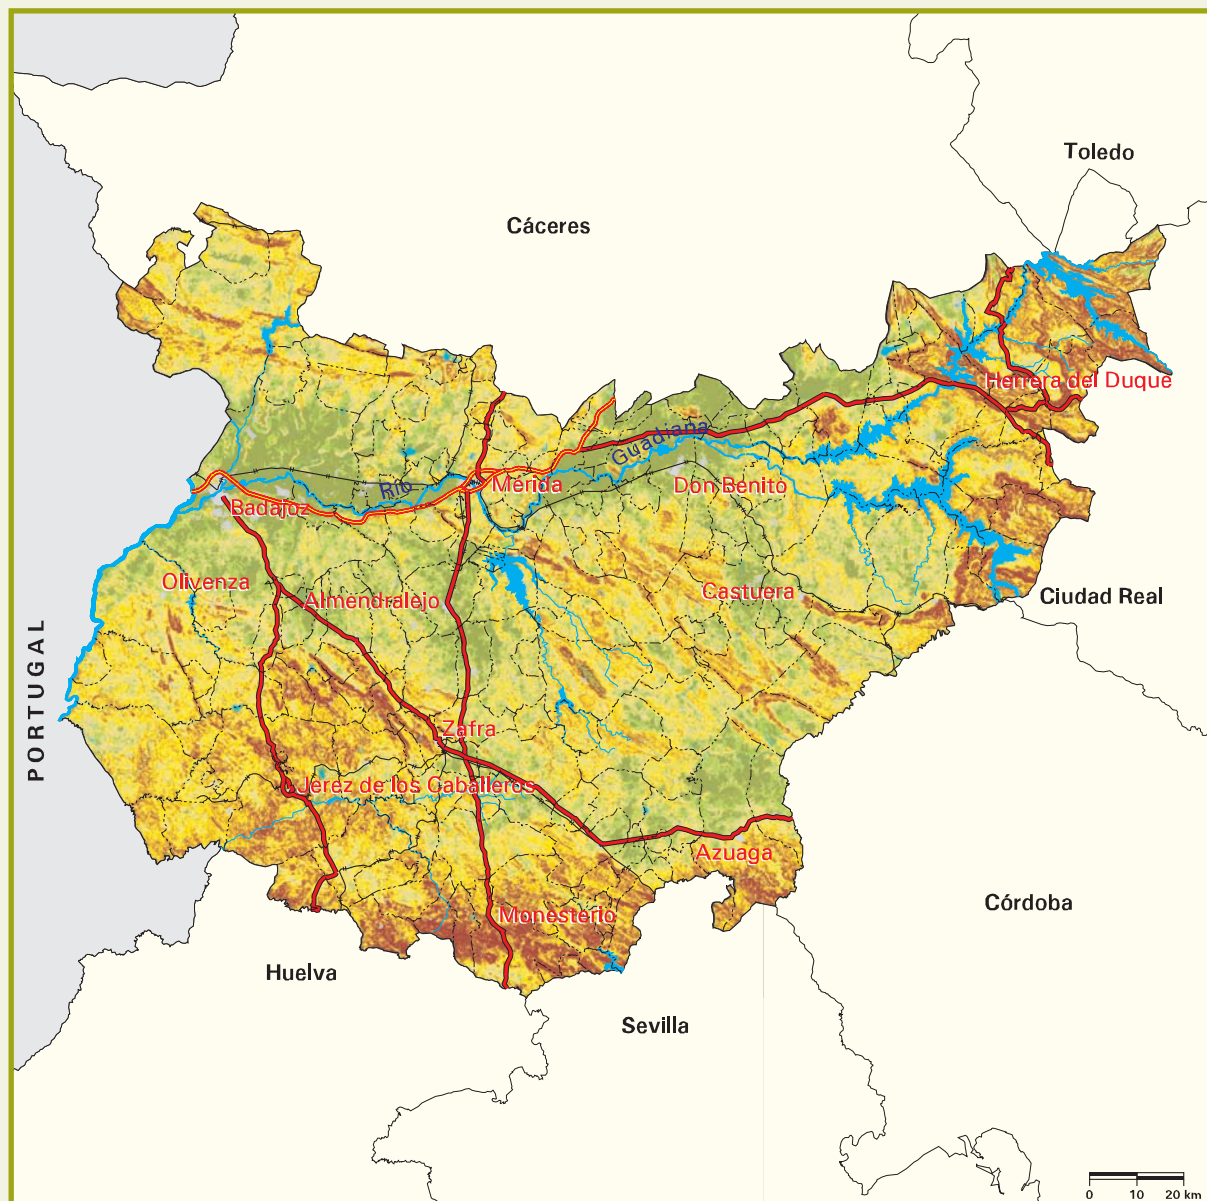 Toledo
Cáceres
Herrera del Duque
Guadiana
Río
Mérida
Don Benito
Badajoz
Olivenza
Almendralejo
Castuera
Ciudad Real
PORTUGAL
Zafra
Jerez de los Caballeros
Azuaga
Monesterio
Córdoba
Huelva
Sevilla
0 10 20 km